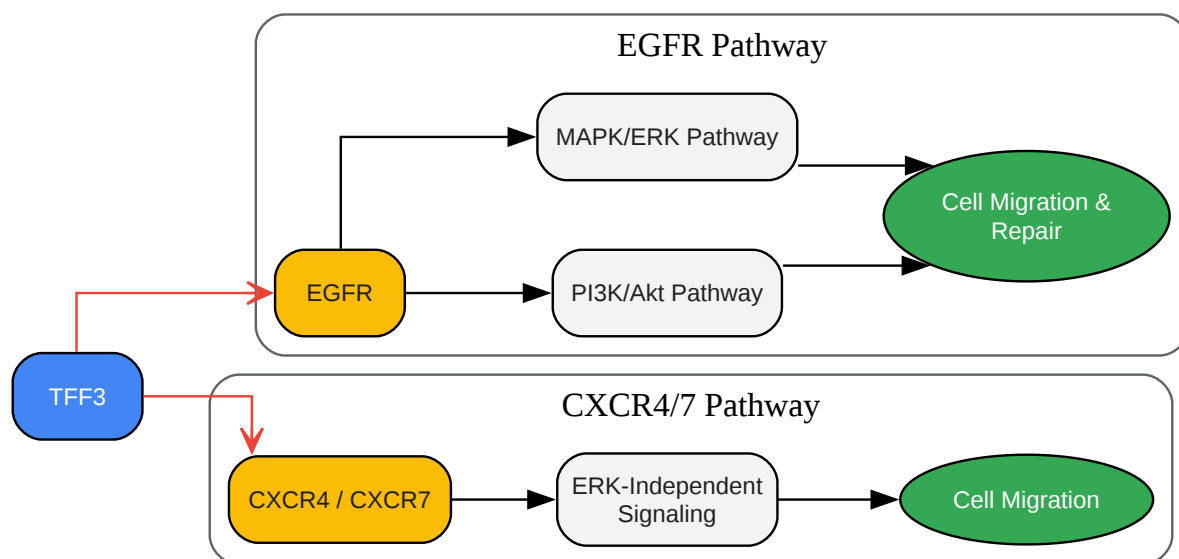 EGFR Pathway
MAPK/ERK Pathway
Cell Migration &
Repair
EGFR
PI3K/Akt Pathway
TFF3
CXCR4/7 Pathway
CXCR4 / CXCR7
ERK-Independent
Signaling
Cell Migration